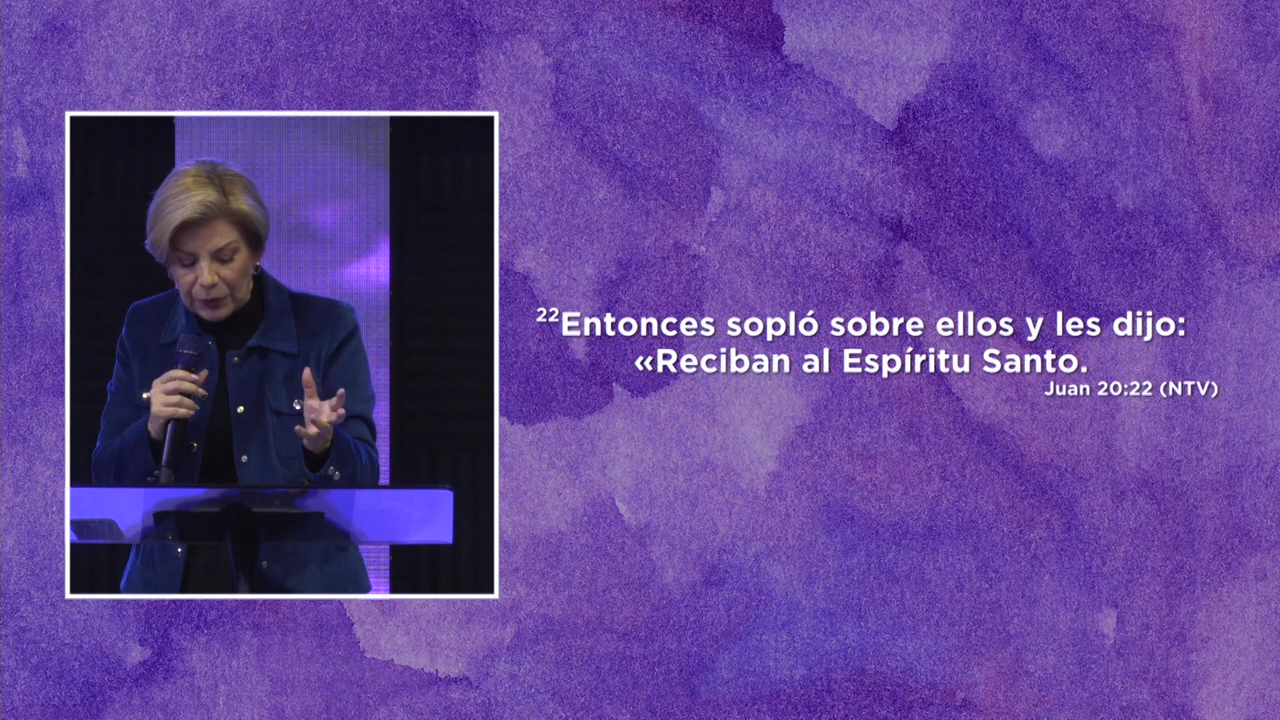 ²²Entonces sopló sobre ellos y les dijo:
«Reciban al Espíritu Santo.
Juan 20:22 (NTV)